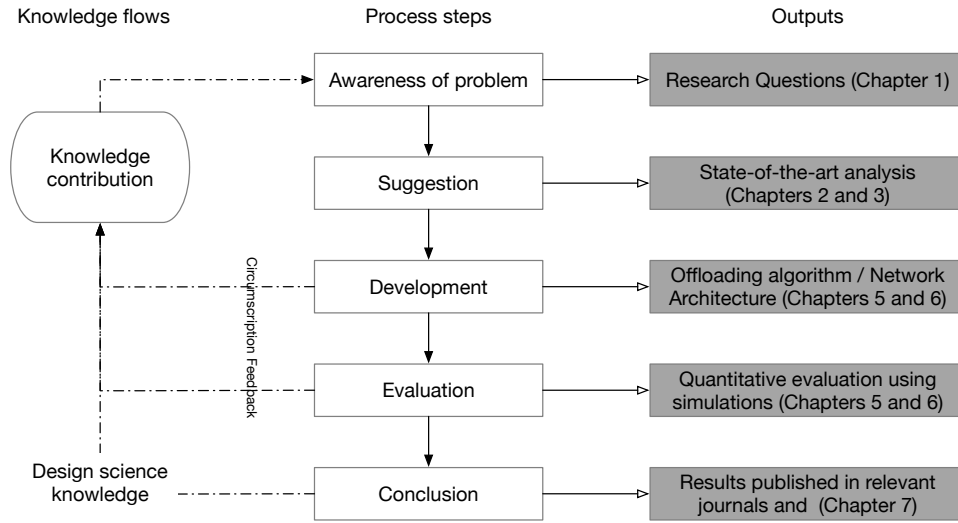 Knowledge flows
Process steps
Outputs
Awareness of problem
Research Questions (Chapter 1)
Knowledge
contribution
Suggestion
State-of-the-art analysis
(Chapters 2 and 3)
Circumscription Feedback
Development
Offloading algorithm / Network
Architecture (Chapters 5 and 6)
Evaluation
Quantitative evaluation using
simulations (Chapters 5 and 6)
Design science
knowledge
Conclusion
Results published in relevant
journals and (Chapter 7)